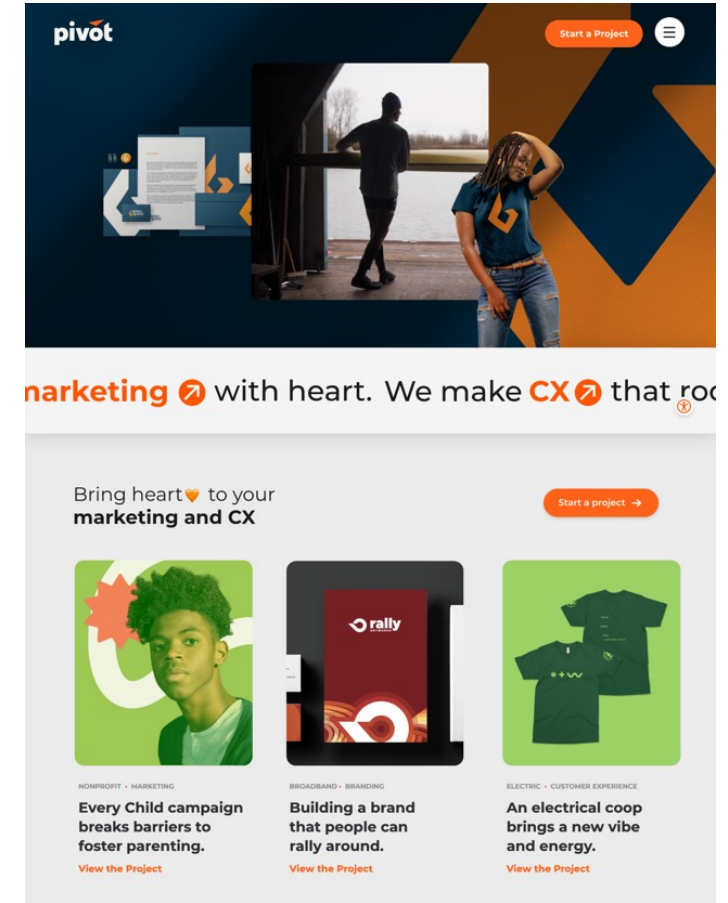 pivot
Start a Project
marketing with heart. We make CX that
Bring heart🧡 to your
marketing and CX
Start a project →
rally
NETWORKS
NONPROFIT • MARKETING
Every Child campaign
breaks barriers to
foster parenting.
View the Project
BROADBAND • BRANDING
Building a brand
that people can
rally around.
View the Project
ELECTRIC • CUSTOMER EXPERIENCE
An electrical coop
brings a new vibe
and energy.
View the Project